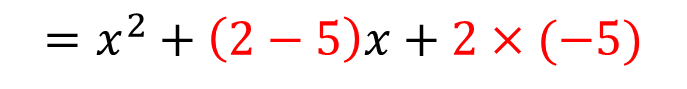 = x² + (2 − 5)x + 2 × (−5)